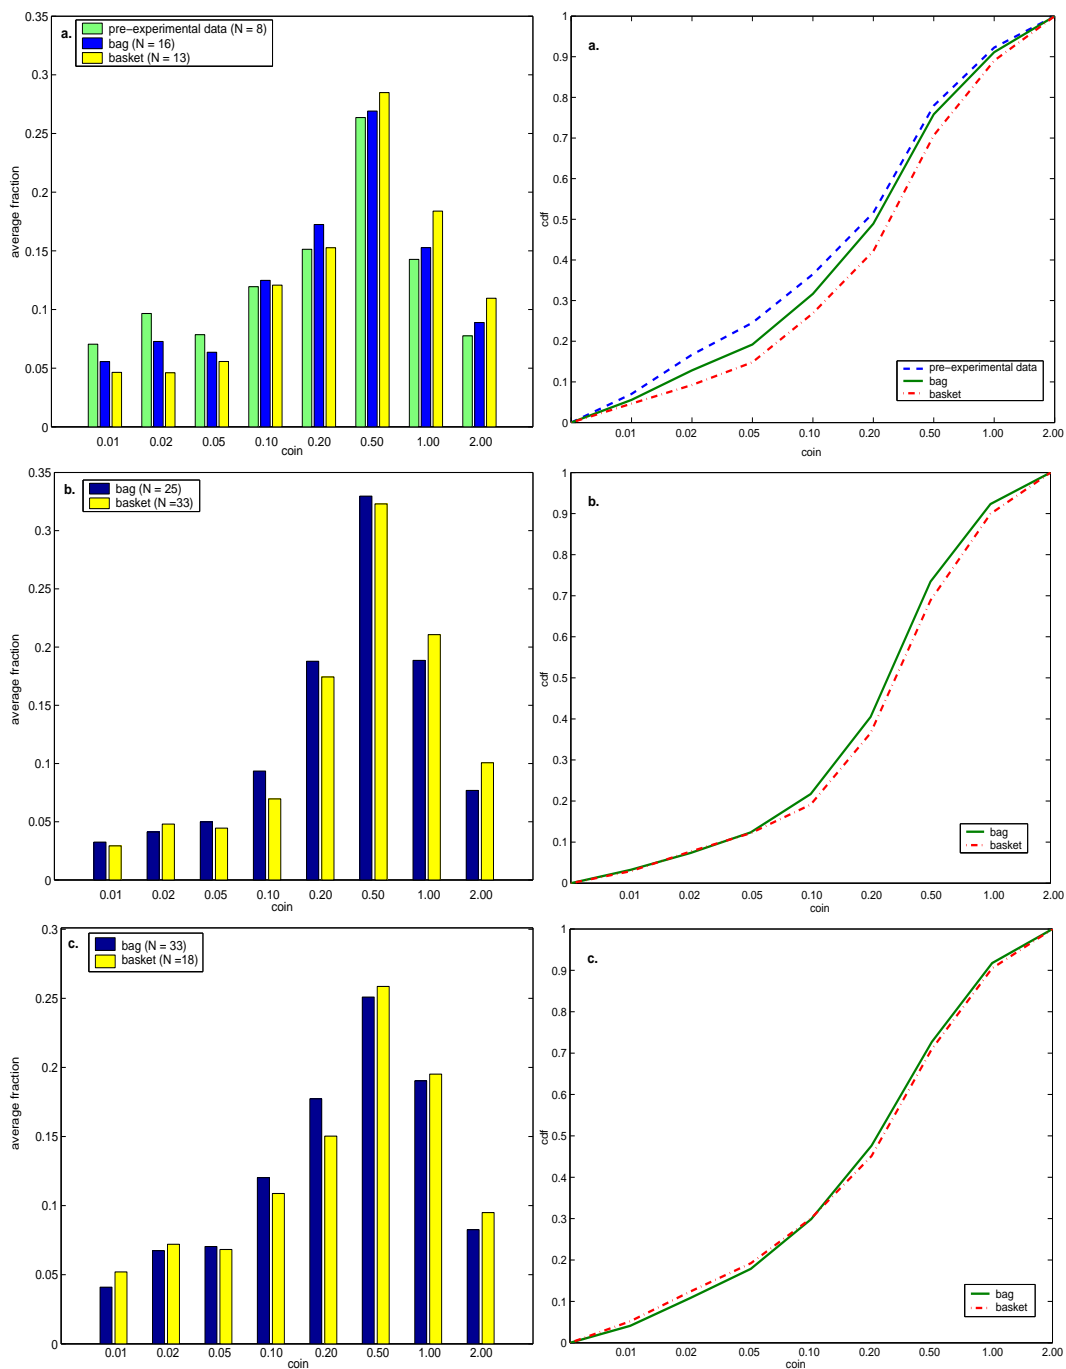 a.
pre−experimental data (N = 8)
bag (N = 16)
basket (N = 13)
0.35
0.3
0.25
0.2
0.15
0.1
0.05
0
average fraction
0.01 0.02 0.05 0.10 0.20 0.50 1.00 2.00
coin
a.
1
0.9
0.8
0.7
0.6
0.5
0.4
0.3
0.2
0.1
0
cdf
pre−experimental data
bag
basket
0.01 0.02 0.05 0.10 0.20 0.50 1.00 2.00
coin
b.
bag (N = 25)
basket (N =33)
0.35
0.3
0.25
0.2
0.15
0.1
0.05
0
average fraction
0.01 0.02 0.05 0.10 0.20 0.50 1.00 2.00
coin
b.
1
0.9
0.8
0.7
0.6
0.5
0.4
0.3
0.2
0.1
0
cdf
bag
basket
0.01 0.02 0.05 0.10 0.20 0.50 1.00 2.00
coin
c.
bag (N = 33)
basket (N =18)
0.3
0.25
0.2
0.15
0.1
0.05
0
average fraction
0.01 0.02 0.05 0.10 0.20 0.50 1.00 2.00
coin
c.
1
0.9
0.8
0.7
0.6
0.5
0.4
0.3
0.2
0.1
0
cdf
bag
basket
0.01 0.02 0.05 0.10 0.20 0.50 1.00 2.00
coin